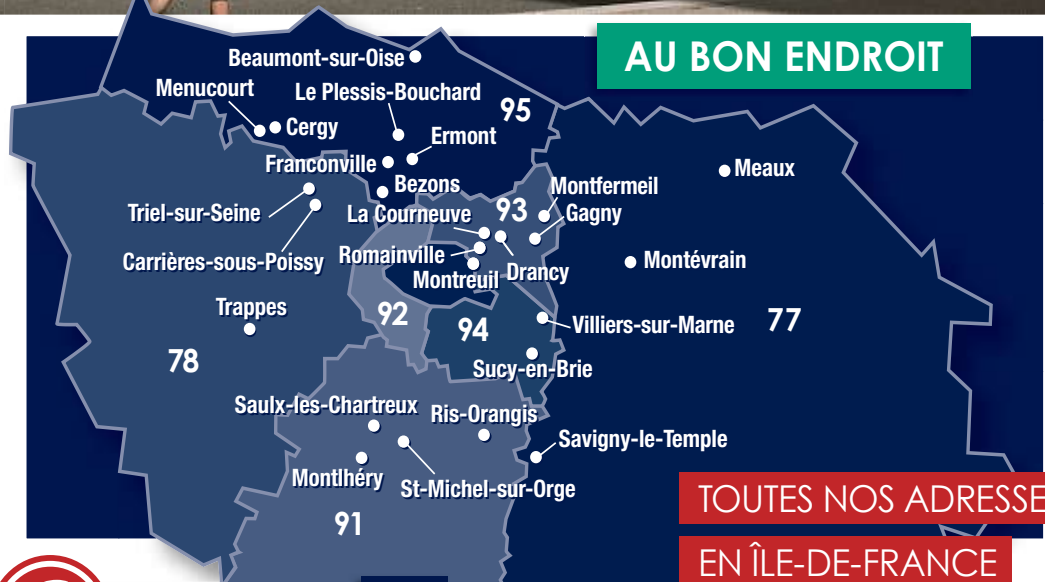 AU BON ENDROIT
Beaumont-sur-Oise
Menucourt
Le Plessis-Bouchard
95
Cergy
Ermont
Franconville
Bezons
Meaux
Montfermeil
93
Triel-sur-Seine
La Courneuve
Gagny
Carrières-sous-Poissy
Romainville
Montreuil
Drancy
Montévrain
Trappes
92
94
Villiers-sur-Marne
77
78
Sucy-en-Brie
Saulx-les-Chartreux
Ris-Orangis
Savigny-le-Temple
Montlhéry
St-Michel-sur-Orge
91
TOUTES NOS ADRESSE
EN ÎLE-DE-FRANCE